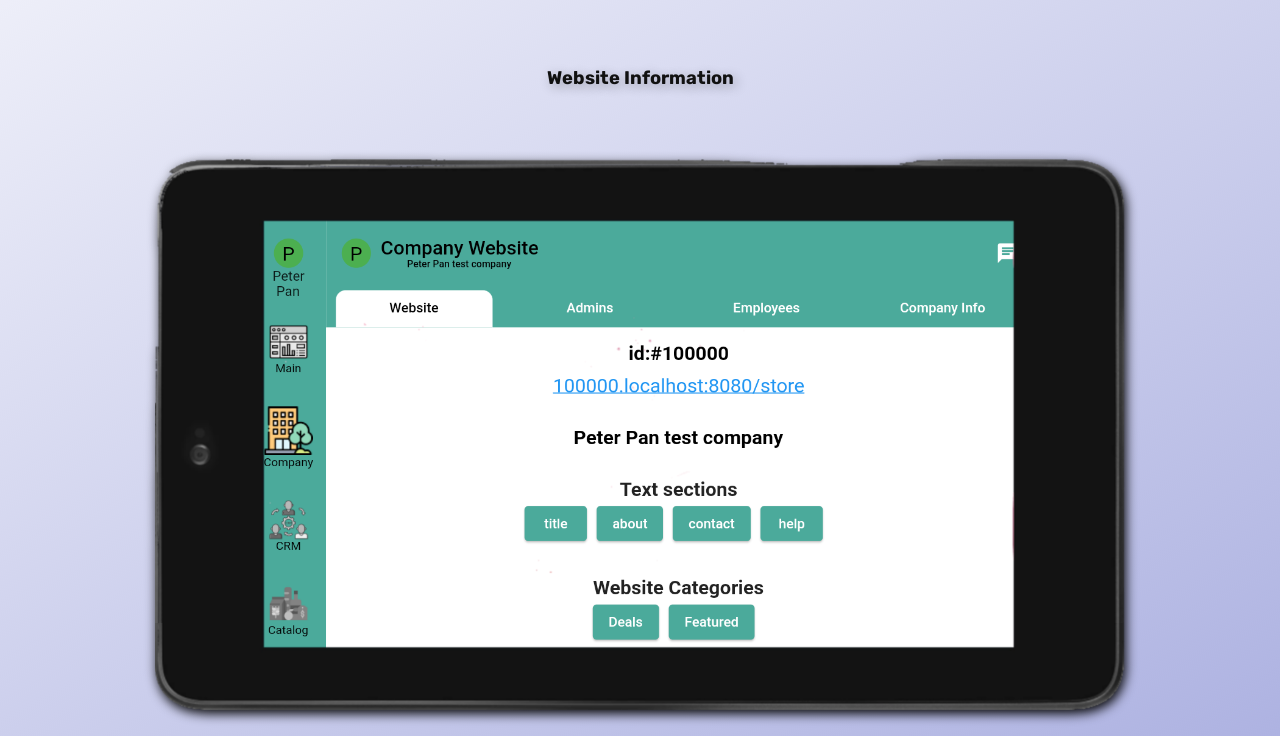 Website Information
P
Peter
Pan
P
Company Website
Peter Pan test company
Website
Admins
Employees
Company Info
Main
Company
CRM
Catalog
id:#100000
100000.localhost:8080/store
Peter Pan test company
Text sections
title
about
contact
help
Website Categories
Deals
Featured